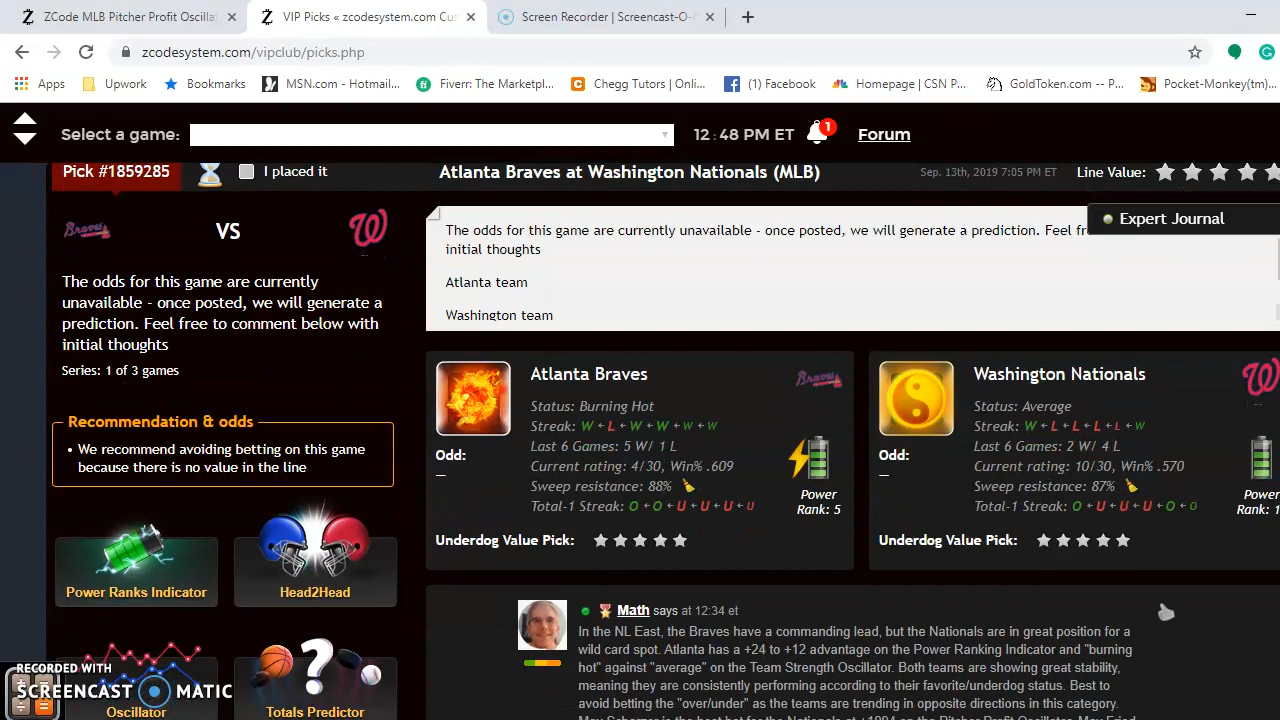 ZCode MLB Pitcher Profit Oscilla
VIP Picks « zcodesystem.com Cus
Screen Recorder | Screencast-O-
zcodesystem.com/vipclub/picks.php
Apps
Upwork
Bookmarks
MSN.com - Hotmail...
Fiverr: The Marketpl...
Chegg Tutors | Onli...
(1) Facebook
Homepage | CSN P...
GoldToken.com -- P...
Pocket-Monkey(tm)...
Select a game:
12:48 PM ET
1
Forum
Pick #1859285
I placed it
Atlanta Braves at Washington Nationals (MLB)
Sep. 13th, 2019 7:05 PM ET
Line Value:
Expert Journal
Braves
VS
W
The odds for this game are currently
unavailable - once posted, we will generate a
prediction. Feel free to comment below with
initial thoughts
Series: 1 of 3 games
The odds for this game are currently unavailable - once posted, we will generate a prediction. Feel
initial thoughts
Atlanta team
Washington team
Recommendation & odds
• We recommend avoiding betting on this game
because there is no value in the line
Power Ranks Indicator
Head2Head
Oscillator
Totals Predictor
Atlanta Braves
Braves
Status: Burning Hot
Streak: W L W W W W
Last 6 Games: 5 W/ 1 L
Odd:
—
Current rating: 4/30, Win% .609
Sweep resistance: 88%
Total-1 Streak: O O U U U U
Power
Rank: 5
Underdog Value Pick:
Washington Nationals
W
Status: Average
Streak: W L L L L W
Last 6 Games: 2 W/ 4 L
Odd:
—
Current rating: 10/30, Win% .570
Sweep resistance: 87%
Total-1 Streak: O U U U O O
Power
Rank: 1
Underdog Value Pick:
Math says at 12:34 et
In the NL East, the Braves have a commanding lead, but the Nationals are in great position for a
wild card spot. Atlanta has a +24 to +12 advantage on the Power Ranking Indicator and "burning
hot" against "average" on the Team Strength Oscillator. Both teams are showing great stability,
meaning they are consistently performing according to their favorite/underdog status. Best to
avoid betting the "over/under" as the teams are trending in opposite directions in this category.
RECORDED WITH
SCREENCAST MATIC